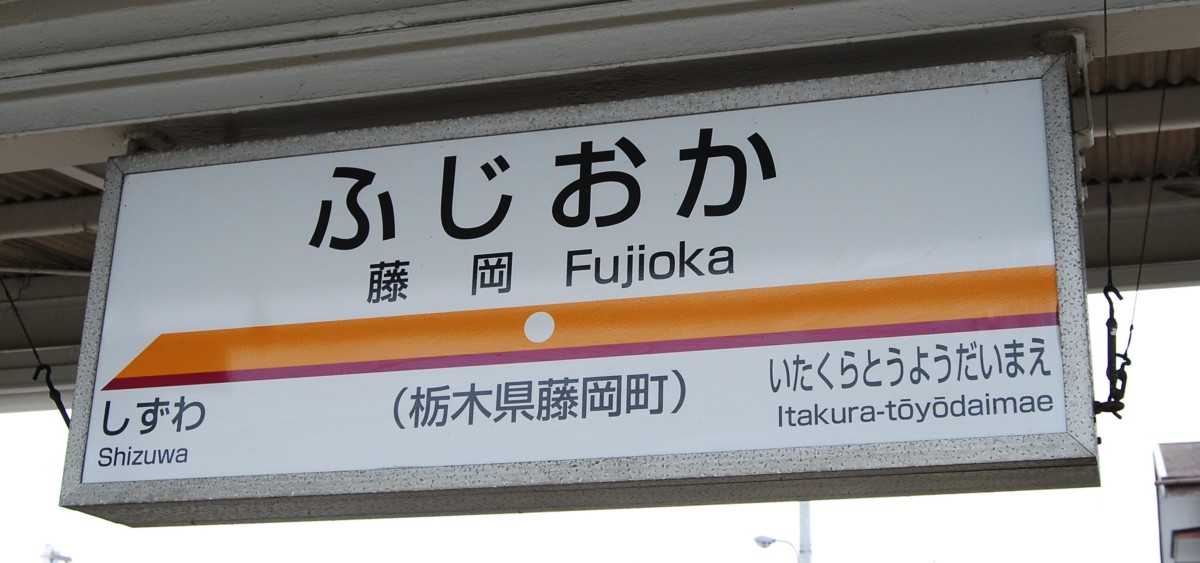 ふじおか
藤岡 Fujioka
しずわ
Shizuwa
(栃木県藤岡町)
いたくらとうようだいまえ
Itakura-tōyōdaimae